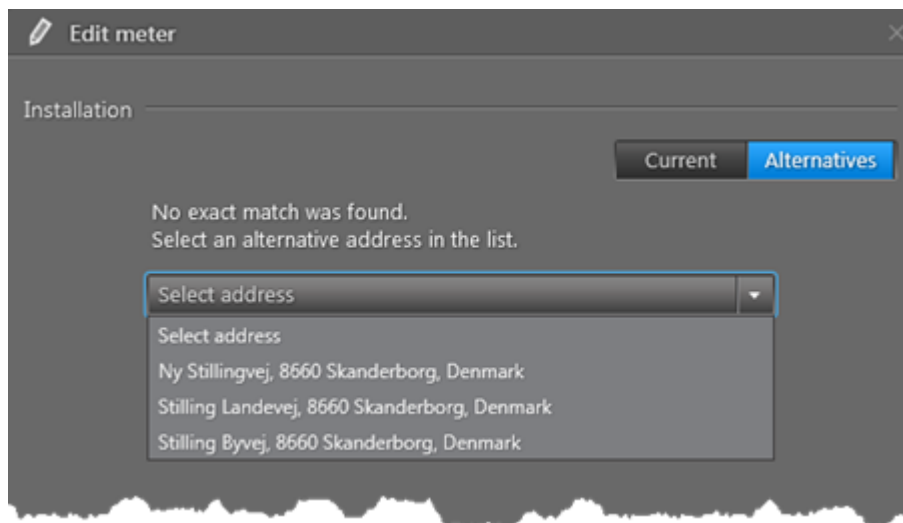 Edit meter
Installation
Current
Alternatives
No exact match was found.
Select an alternative address in the list.
Select address
Select address
Ny Stillingvej, 8660 Skanderborg, Denmark
Stilling Landevej, 8660 Skanderborg, Denmark
Stilling Byvej, 8660 Skanderborg, Denmark